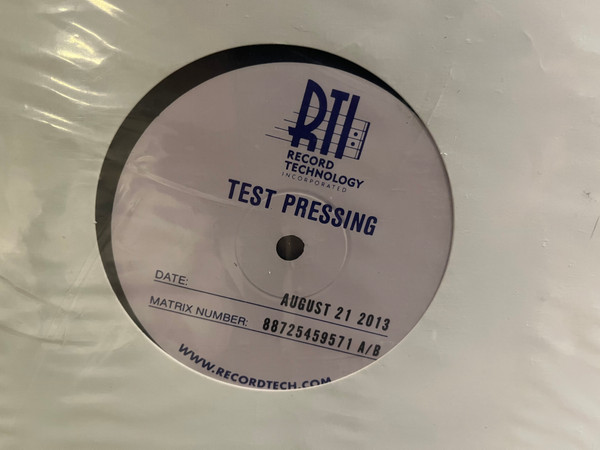 RTI
RECORD
TECHNOLOGY
INCORPORATED
TEST PRESSING
DATE: AUGUST 21 2013
MATRIX NUMBER: 88725459571 A/B
WWW.RECORDTECH.COM